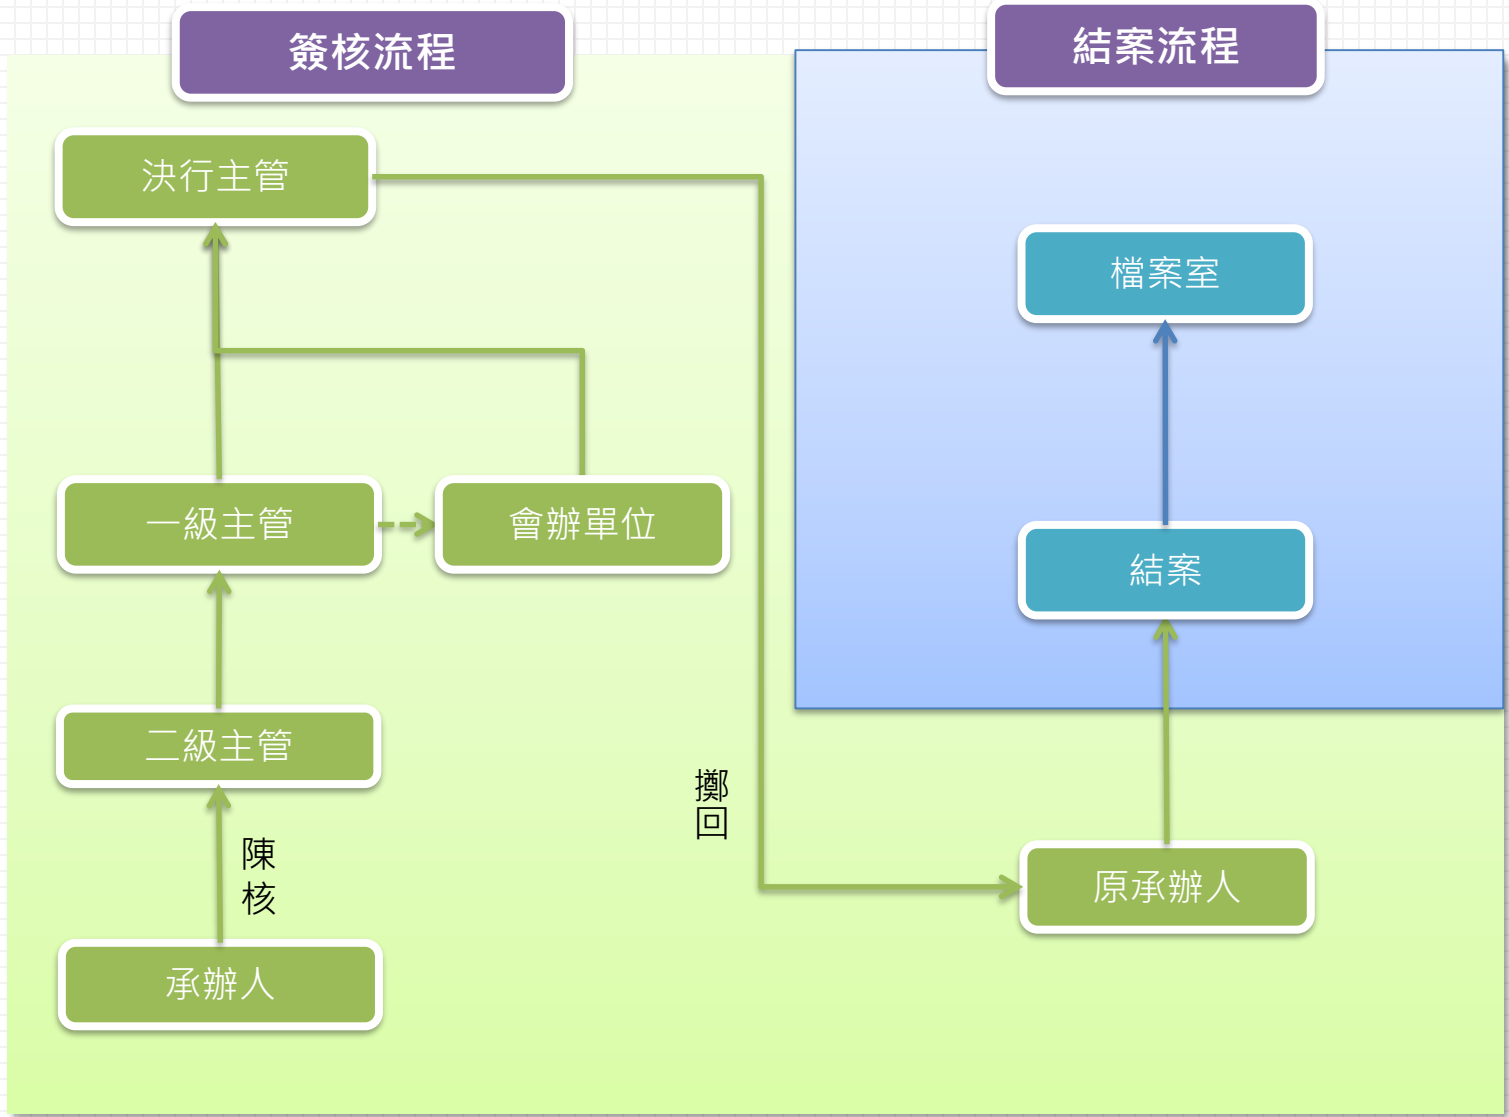 簽核流程
結案流程
決行主管
檔案室
一級主管
會辦單位
結案
二級主管
擲
回
陳
核
原承辦人
承辦人